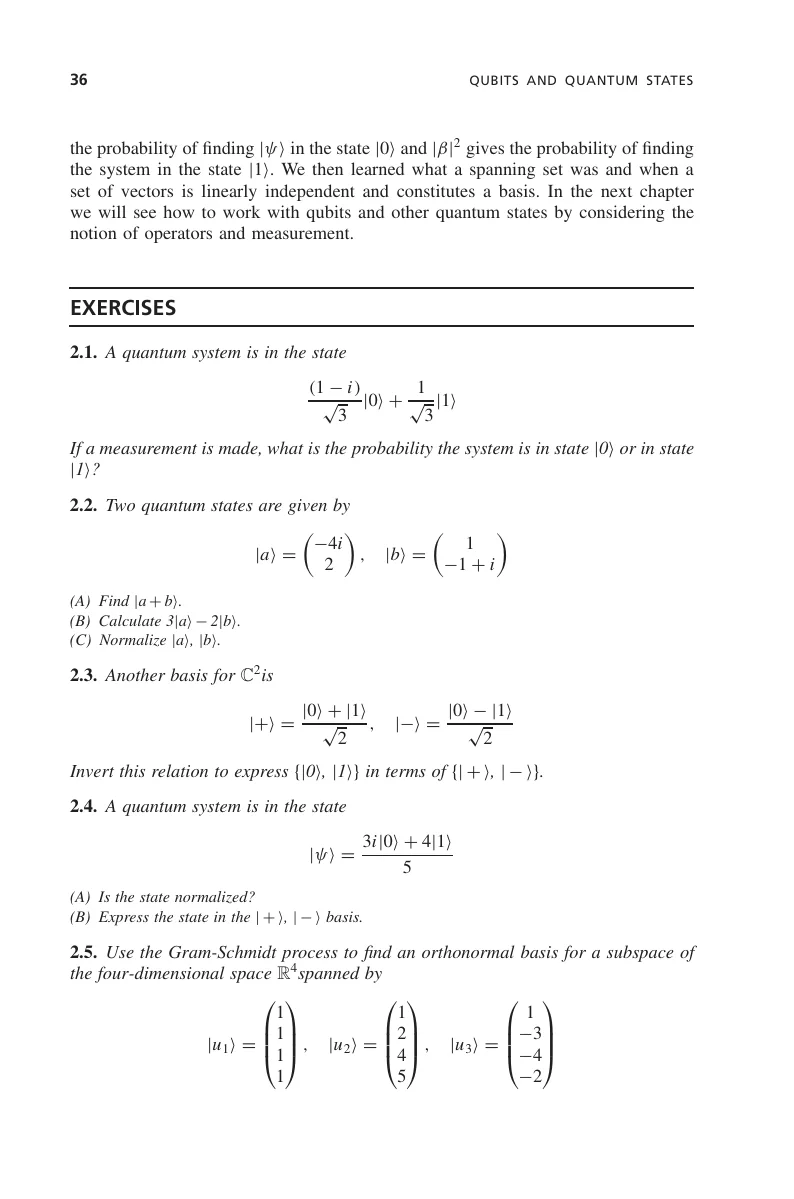 36 QUBITS AND QUANTUM STATES
the probability of finding |ψ⟩ in the state |0⟩ and |β|² gives the probability of finding
the system in the state |1⟩. We then learned what a spanning set was and when a
set of vectors is linearly independent and constitutes a basis. In the next chapter
we will see how to work with qubits and other quantum states by considering the
notion of operators and measurement.
EXERCISES
2.1. A quantum system is in the state
(1 − i)/√3 |0⟩ + 1/√3 |1⟩
If a measurement is made, what is the probability the system is in state |0⟩ or in state
|1⟩?
2.2. Two quantum states are given by
|a⟩ = (−4i; 2), |b⟩ = (1; −1 + i)
(A) Find |a + b⟩.
(B) Calculate 3|a⟩ − 2|b⟩.
(C) Normalize |a⟩, |b⟩.
2.3. Another basis for ℂ²is
|+⟩ = (|0⟩ + |1⟩)/√2, |−⟩ = (|0⟩ − |1⟩)/√2
Invert this relation to express {|0⟩, |1⟩} in terms of {| + ⟩, | − ⟩}.
2.4. A quantum system is in the state
|ψ⟩ = (3i|0⟩ + 4|1⟩)/5
(A) Is the state normalized?
(B) Express the state in the | + ⟩, | − ⟩ basis.
2.5. Use the Gram-Schmidt process to find an orthonormal basis for a subspace of
the four-dimensional space ℝ⁴spanned by
|u₁⟩ = (1; 1; 1; 1), |u₂⟩ = (1; 2; 4; 5), |u₃⟩ = (1; −3; −4; −2)